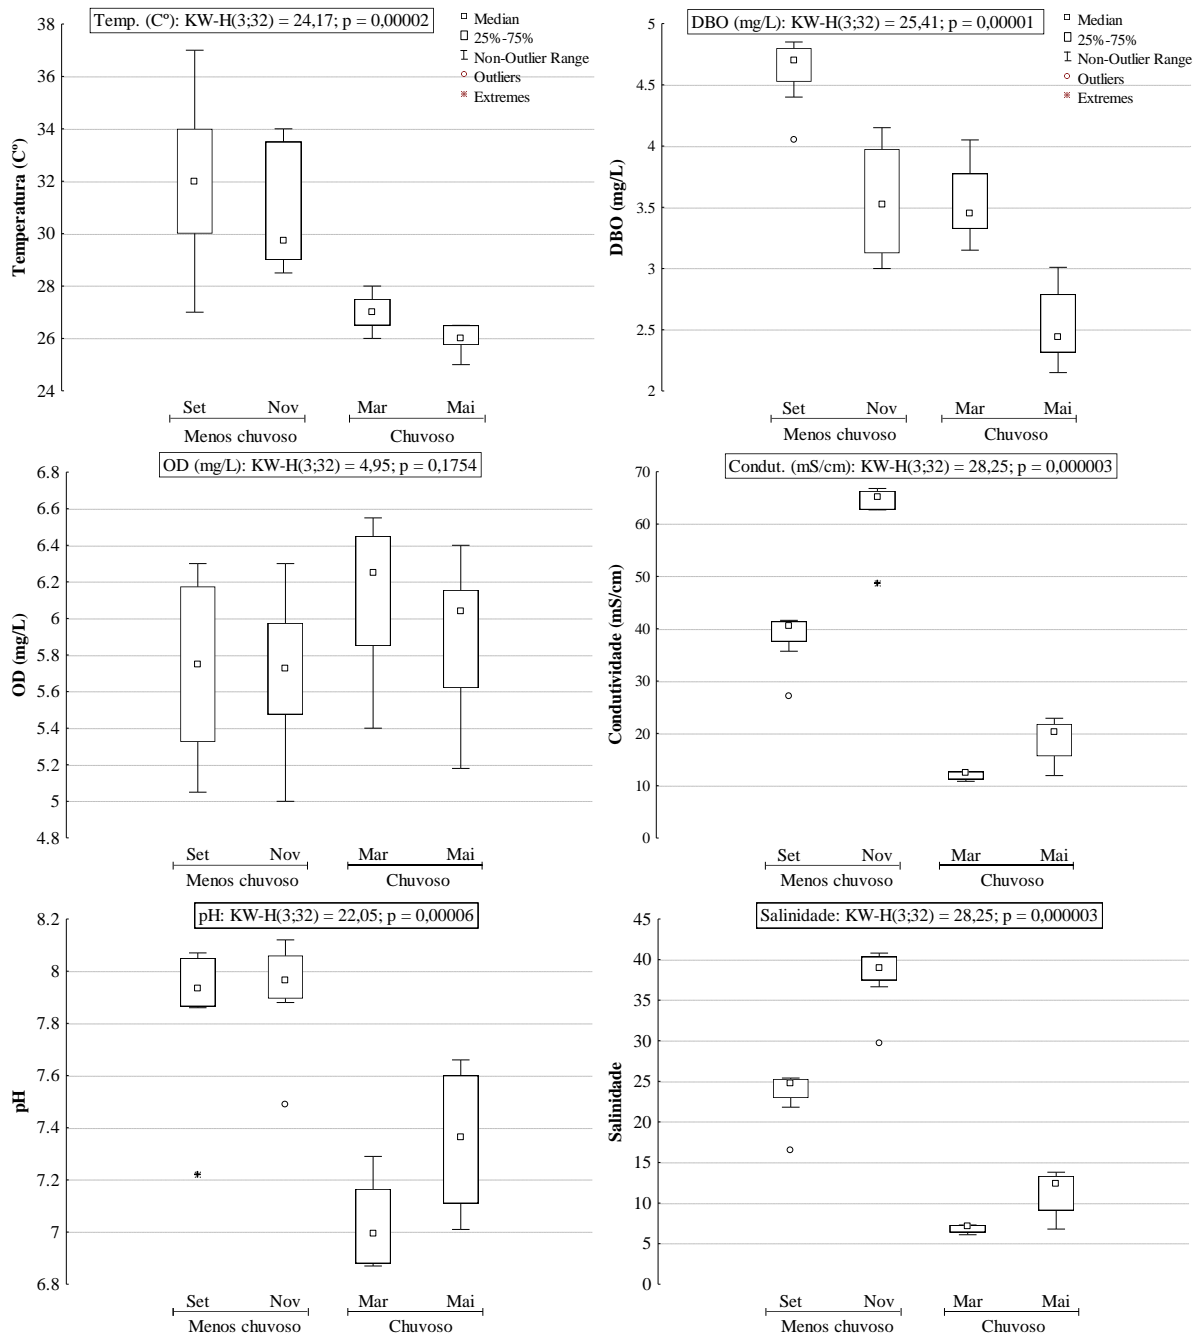 Temp. (Cº): KW-H(3;32) = 24,17; p = 0,00002
Median
25%-75%
Non-Outlier Range
Outliers
Extremes
Temperatura (Cº)
38
36
34
32
30
28
26
24
Set
Nov
Mar
Mai
Menos chuvoso
Chuvoso
DBO (mg/L): KW-H(3;32) = 25,41; p = 0,00001
Median
25%-75%
Non-Outlier Range
Outliers
Extremes
DBO (mg/L)
5
4.5
4
3.5
3
2.5
2
Set
Nov
Mar
Mai
Menos chuvoso
Chuvoso
OD (mg/L): KW-H(3;32) = 4,95; p = 0,1754
OD (mg/L)
6.8
6.6
6.4
6.2
6
5.8
5.6
5.4
5.2
5
4.8
Set
Nov
Mar
Mai
Menos chuvoso
Chuvoso
Condut. (mS/cm): KW-H(3;32) = 28,25; p = 0,000003
Condutividade (mS/cm)
70
60
50
40
30
20
10
0
Set
Nov
Mar
Mai
Menos chuvoso
Chuvoso
pH: KW-H(3;32) = 22,05; p = 0,00006
pH
8.2
8
7.8
7.6
7.4
7.2
7
6.8
Set
Nov
Mar
Mai
Menos chuvoso
Chuvoso
Salinidade: KW-H(3;32) = 28,25; p = 0,000003
Salinidade
45
40
35
30
25
20
15
10
5
0
Set
Nov
Mar
Mai
Menos chuvoso
Chuvoso